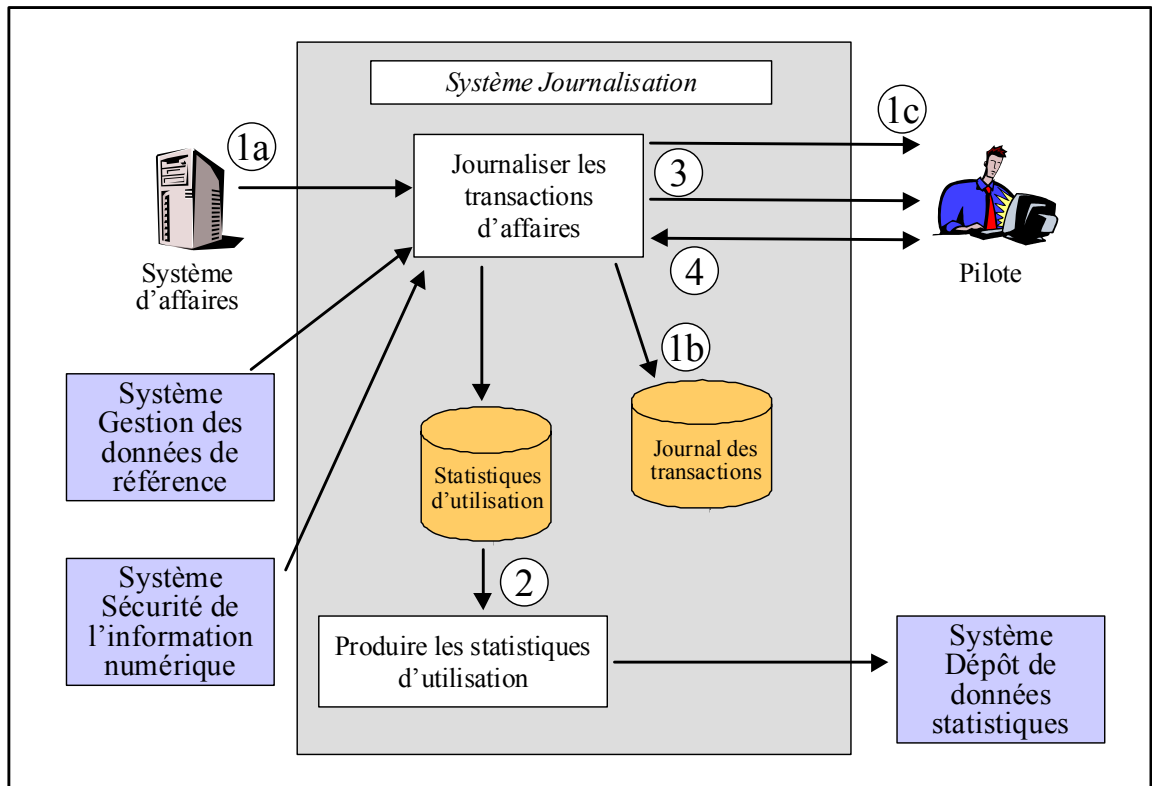 Système Journalisation
1a
1c
Journaliser les
transactions
d’affaires
3
4
Système
d’affaires
Pilote
1b
Système
Gestion des
données de
référence
Journal des
transactions
Statistiques
d’utilisation
Système
Sécurité de
l’information
numérique
2
Produire les statistiques
d’utilisation
Système
Dépôt de
données
statistiques